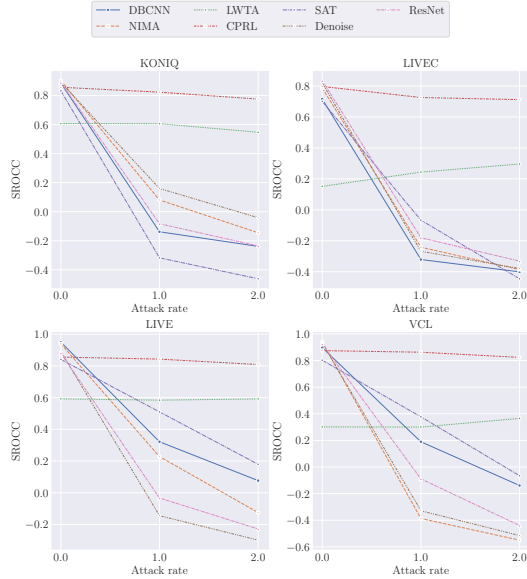 DBCNN LVTA SAT ResNet
NIMA CPRL Denoise
KONIQ
0.8
0.6
0.4
0.2
0.0
−0.2
−0.4
SROCC
0.0 1.0 2.0
Attack rate
LIVEC
0.8
0.6
0.4
0.2
0.0
−0.2
−0.4
SROCC
0.0 1.0 2.0
Attack rate
LIVE
1.0
0.8
0.6
0.4
0.2
0.0
−0.2
SROCC
0.0 1.0 2.0
Attack rate
VCL
1.0
0.8
0.6
0.4
0.2
0.0
−0.2
−0.4
−0.6
SROCC
0.0 1.0 2.0
Attack rate